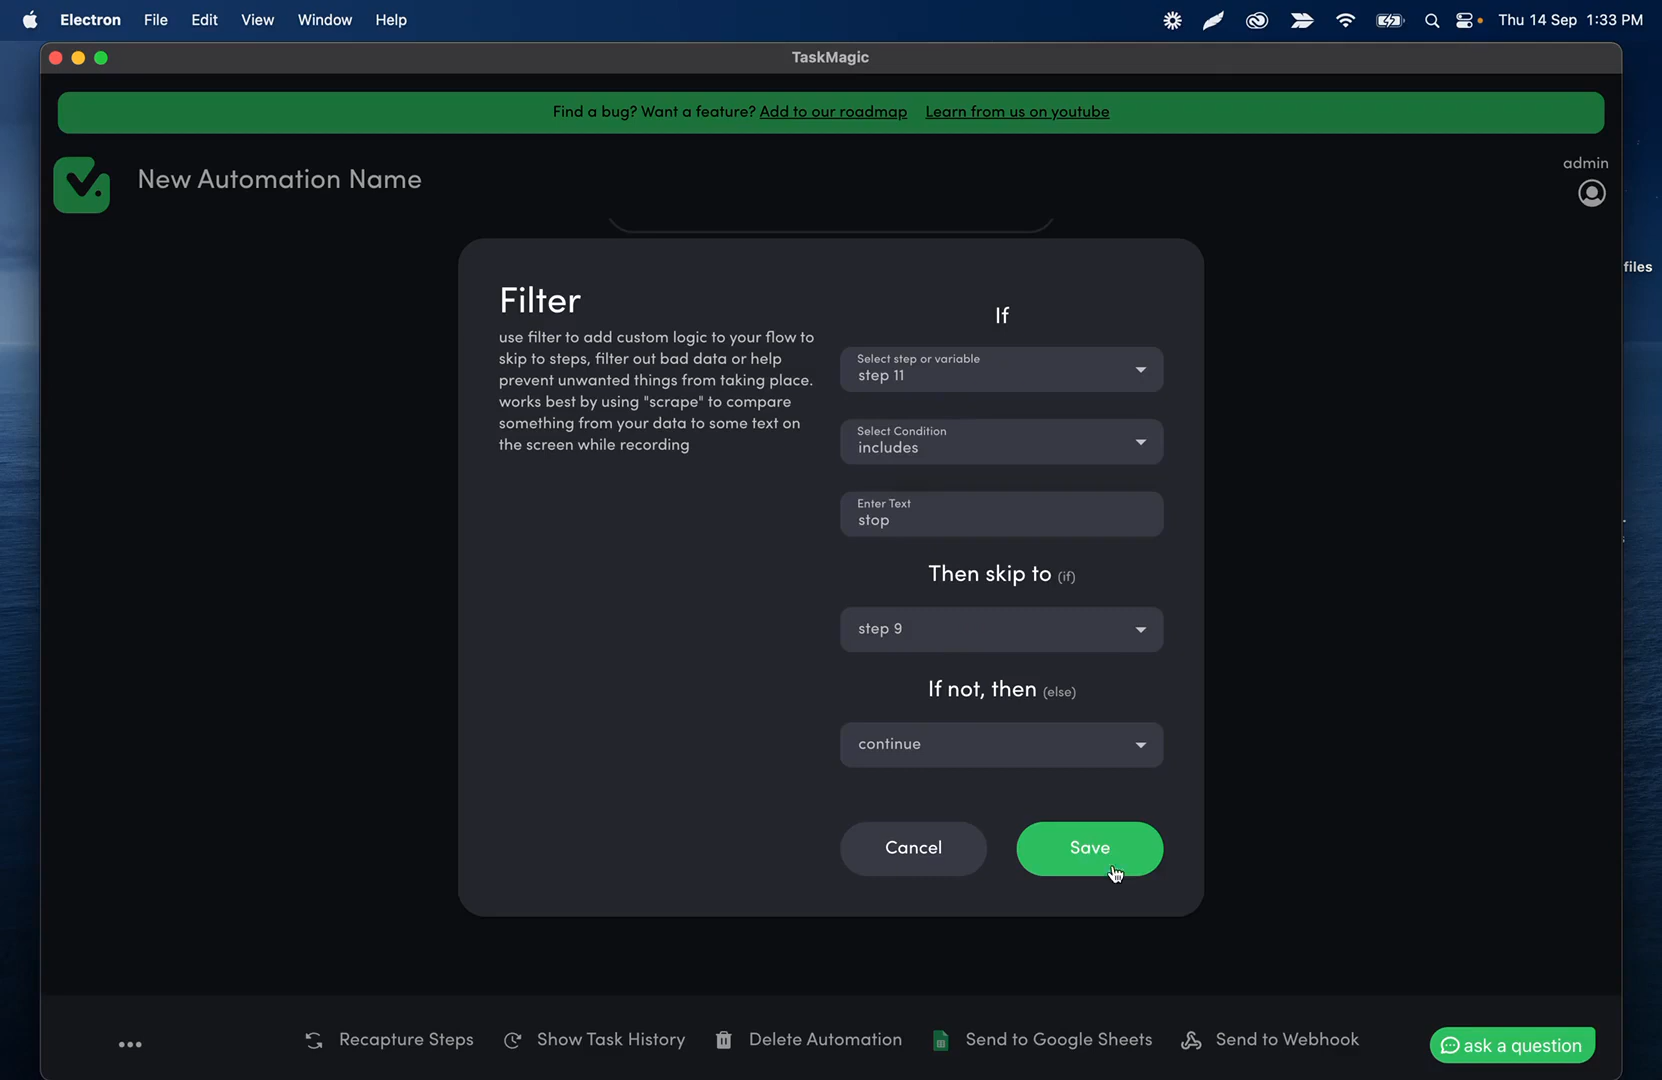 Electron File Edit View Window Help Thu 14 Sep 1:33 PM
TaskMagic
Find a bug? Want a feature? Add to our roadmap Learn from us on youtube
New Automation Name
admin
files
Filter
use filter to add custom logic to your flow to
skip to steps, filter out bad data or help
prevent unwanted things from taking place.
works best by using "scrape" to compare
something from your data to some text on
the screen while recording
If
Select step or variable
step 11
Select Condition
includes
Enter Text
stop
Then skip to (if)
step 9
If not, then (else)
continue
Cancel Save
Recapture Steps Show Task History Delete Automation Send to Google Sheets Send to Webhook
ask a question